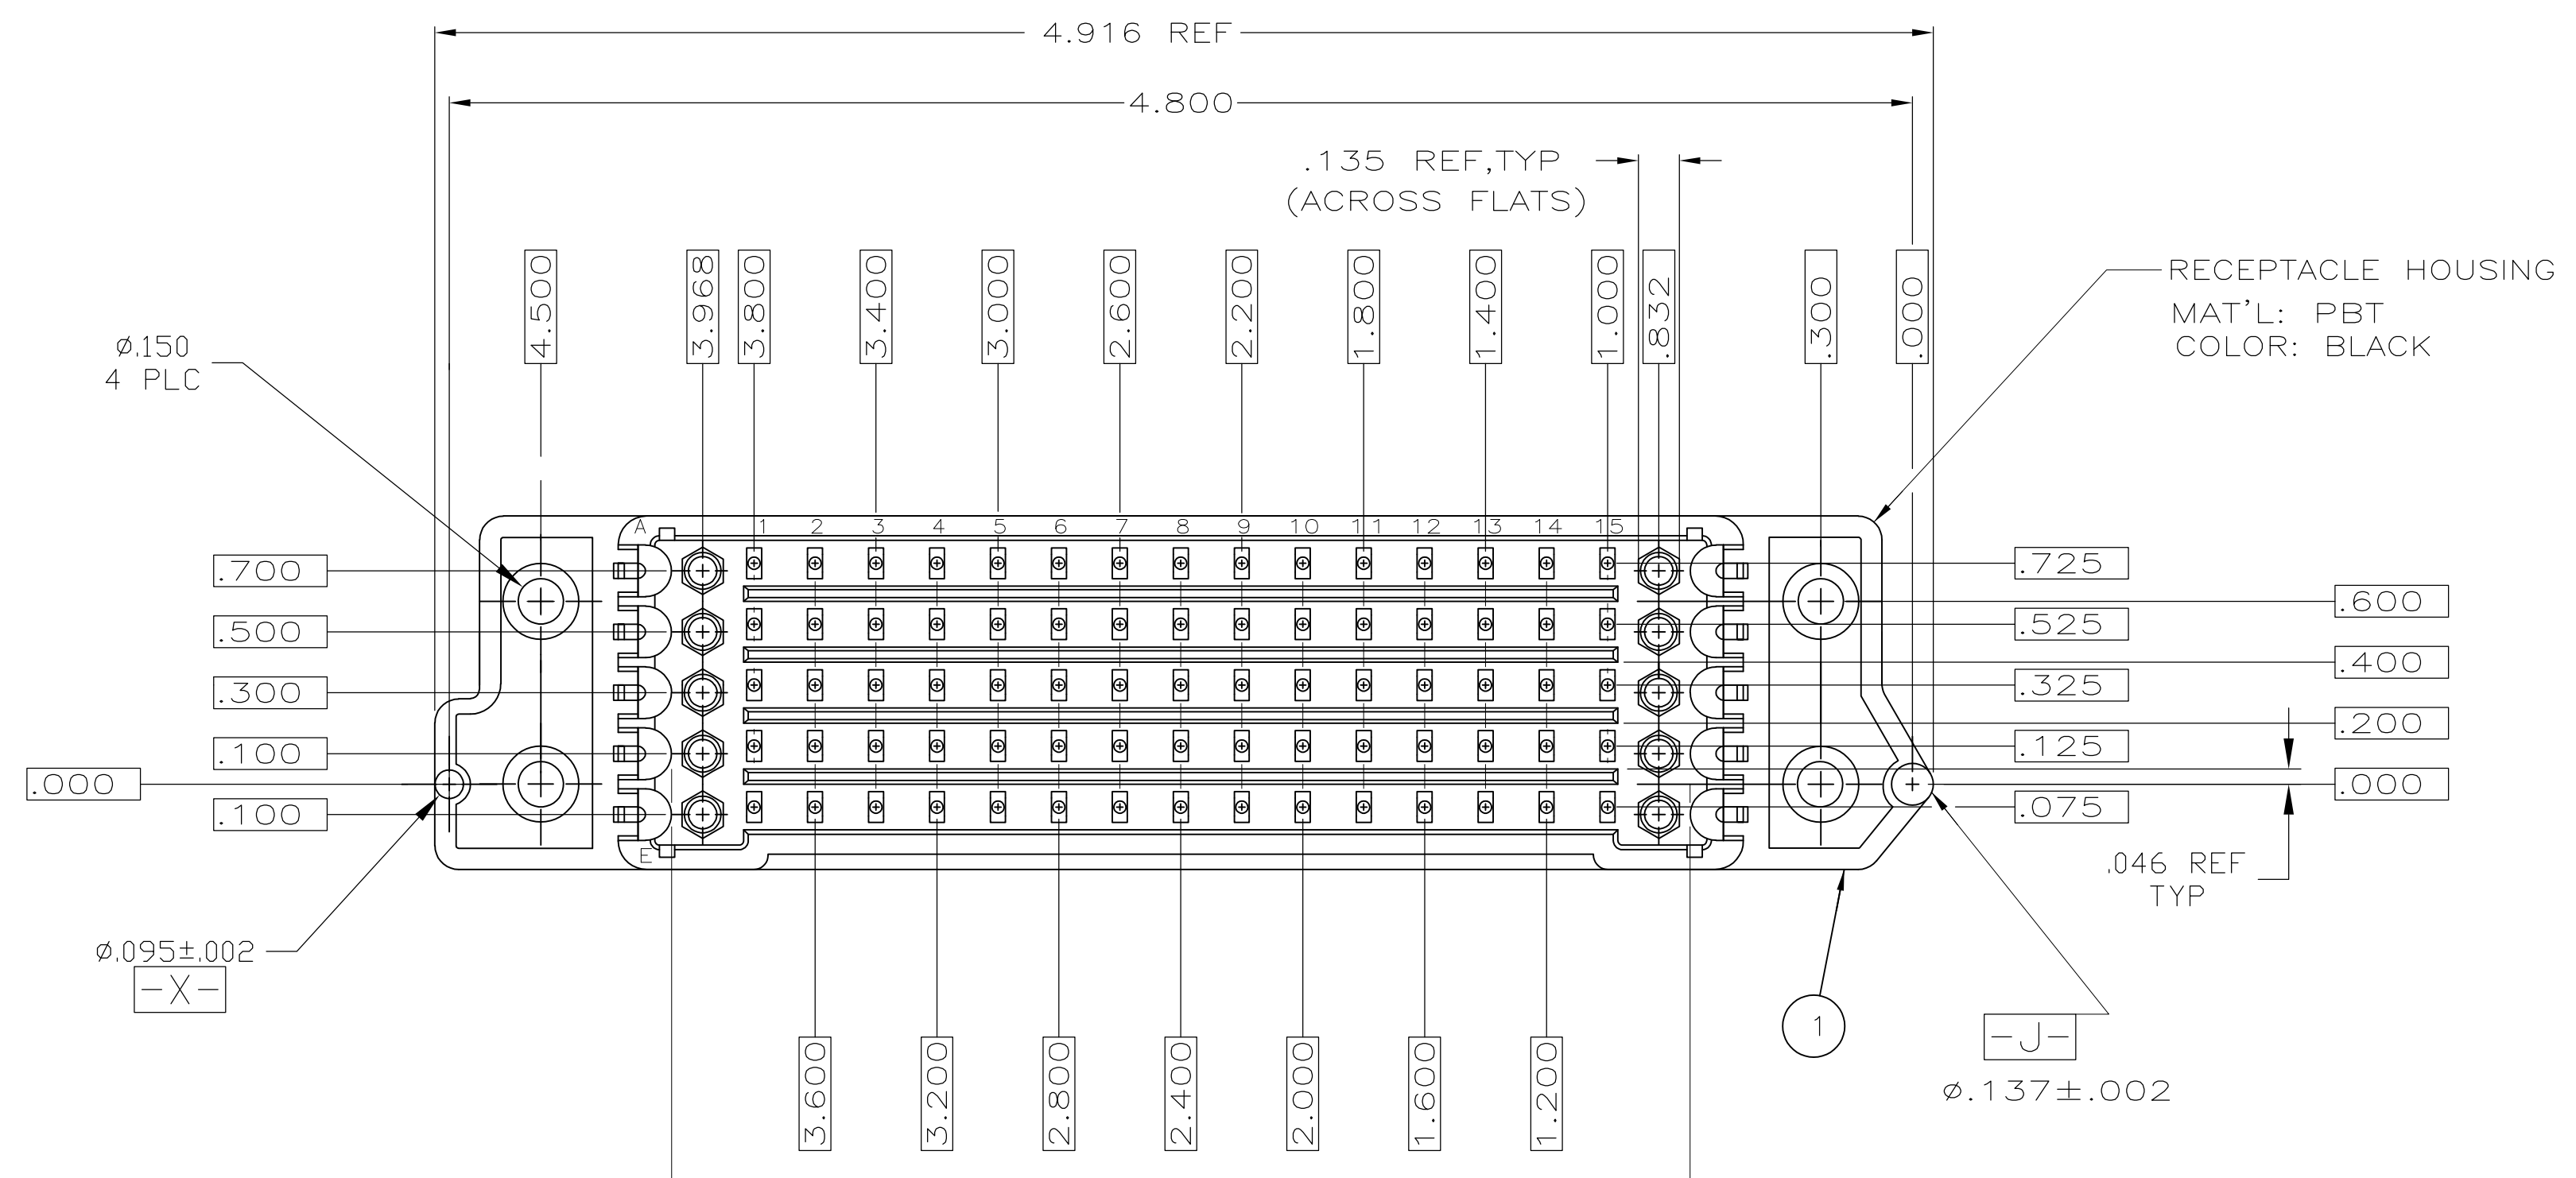 4.916 REF
4.800
.135 REF,TYP
(ACROSS FLATS)
4.500
3.968
3.800
3.400
3.000
2.600
2.200
1.800
1.400
1.000
.832
.300
.000
RECEPTACLE HOUSING
MAT'L: PBT
COLOR: BLACK
Ø.150
4 PLC
A 1 2 3 4 5 6 7 8 9 10 11 12 13 14 15
.700
.500
.300
.100
.000
.100
.725
.600
.525
.400
.325
.200
.125
.000
.075
E
.046 REF
TYP
Ø.095±.002
-X-
1
-J-
Ø.137±.002
3.600
3.200
2.800
2.400
2.000
1.600
1.200